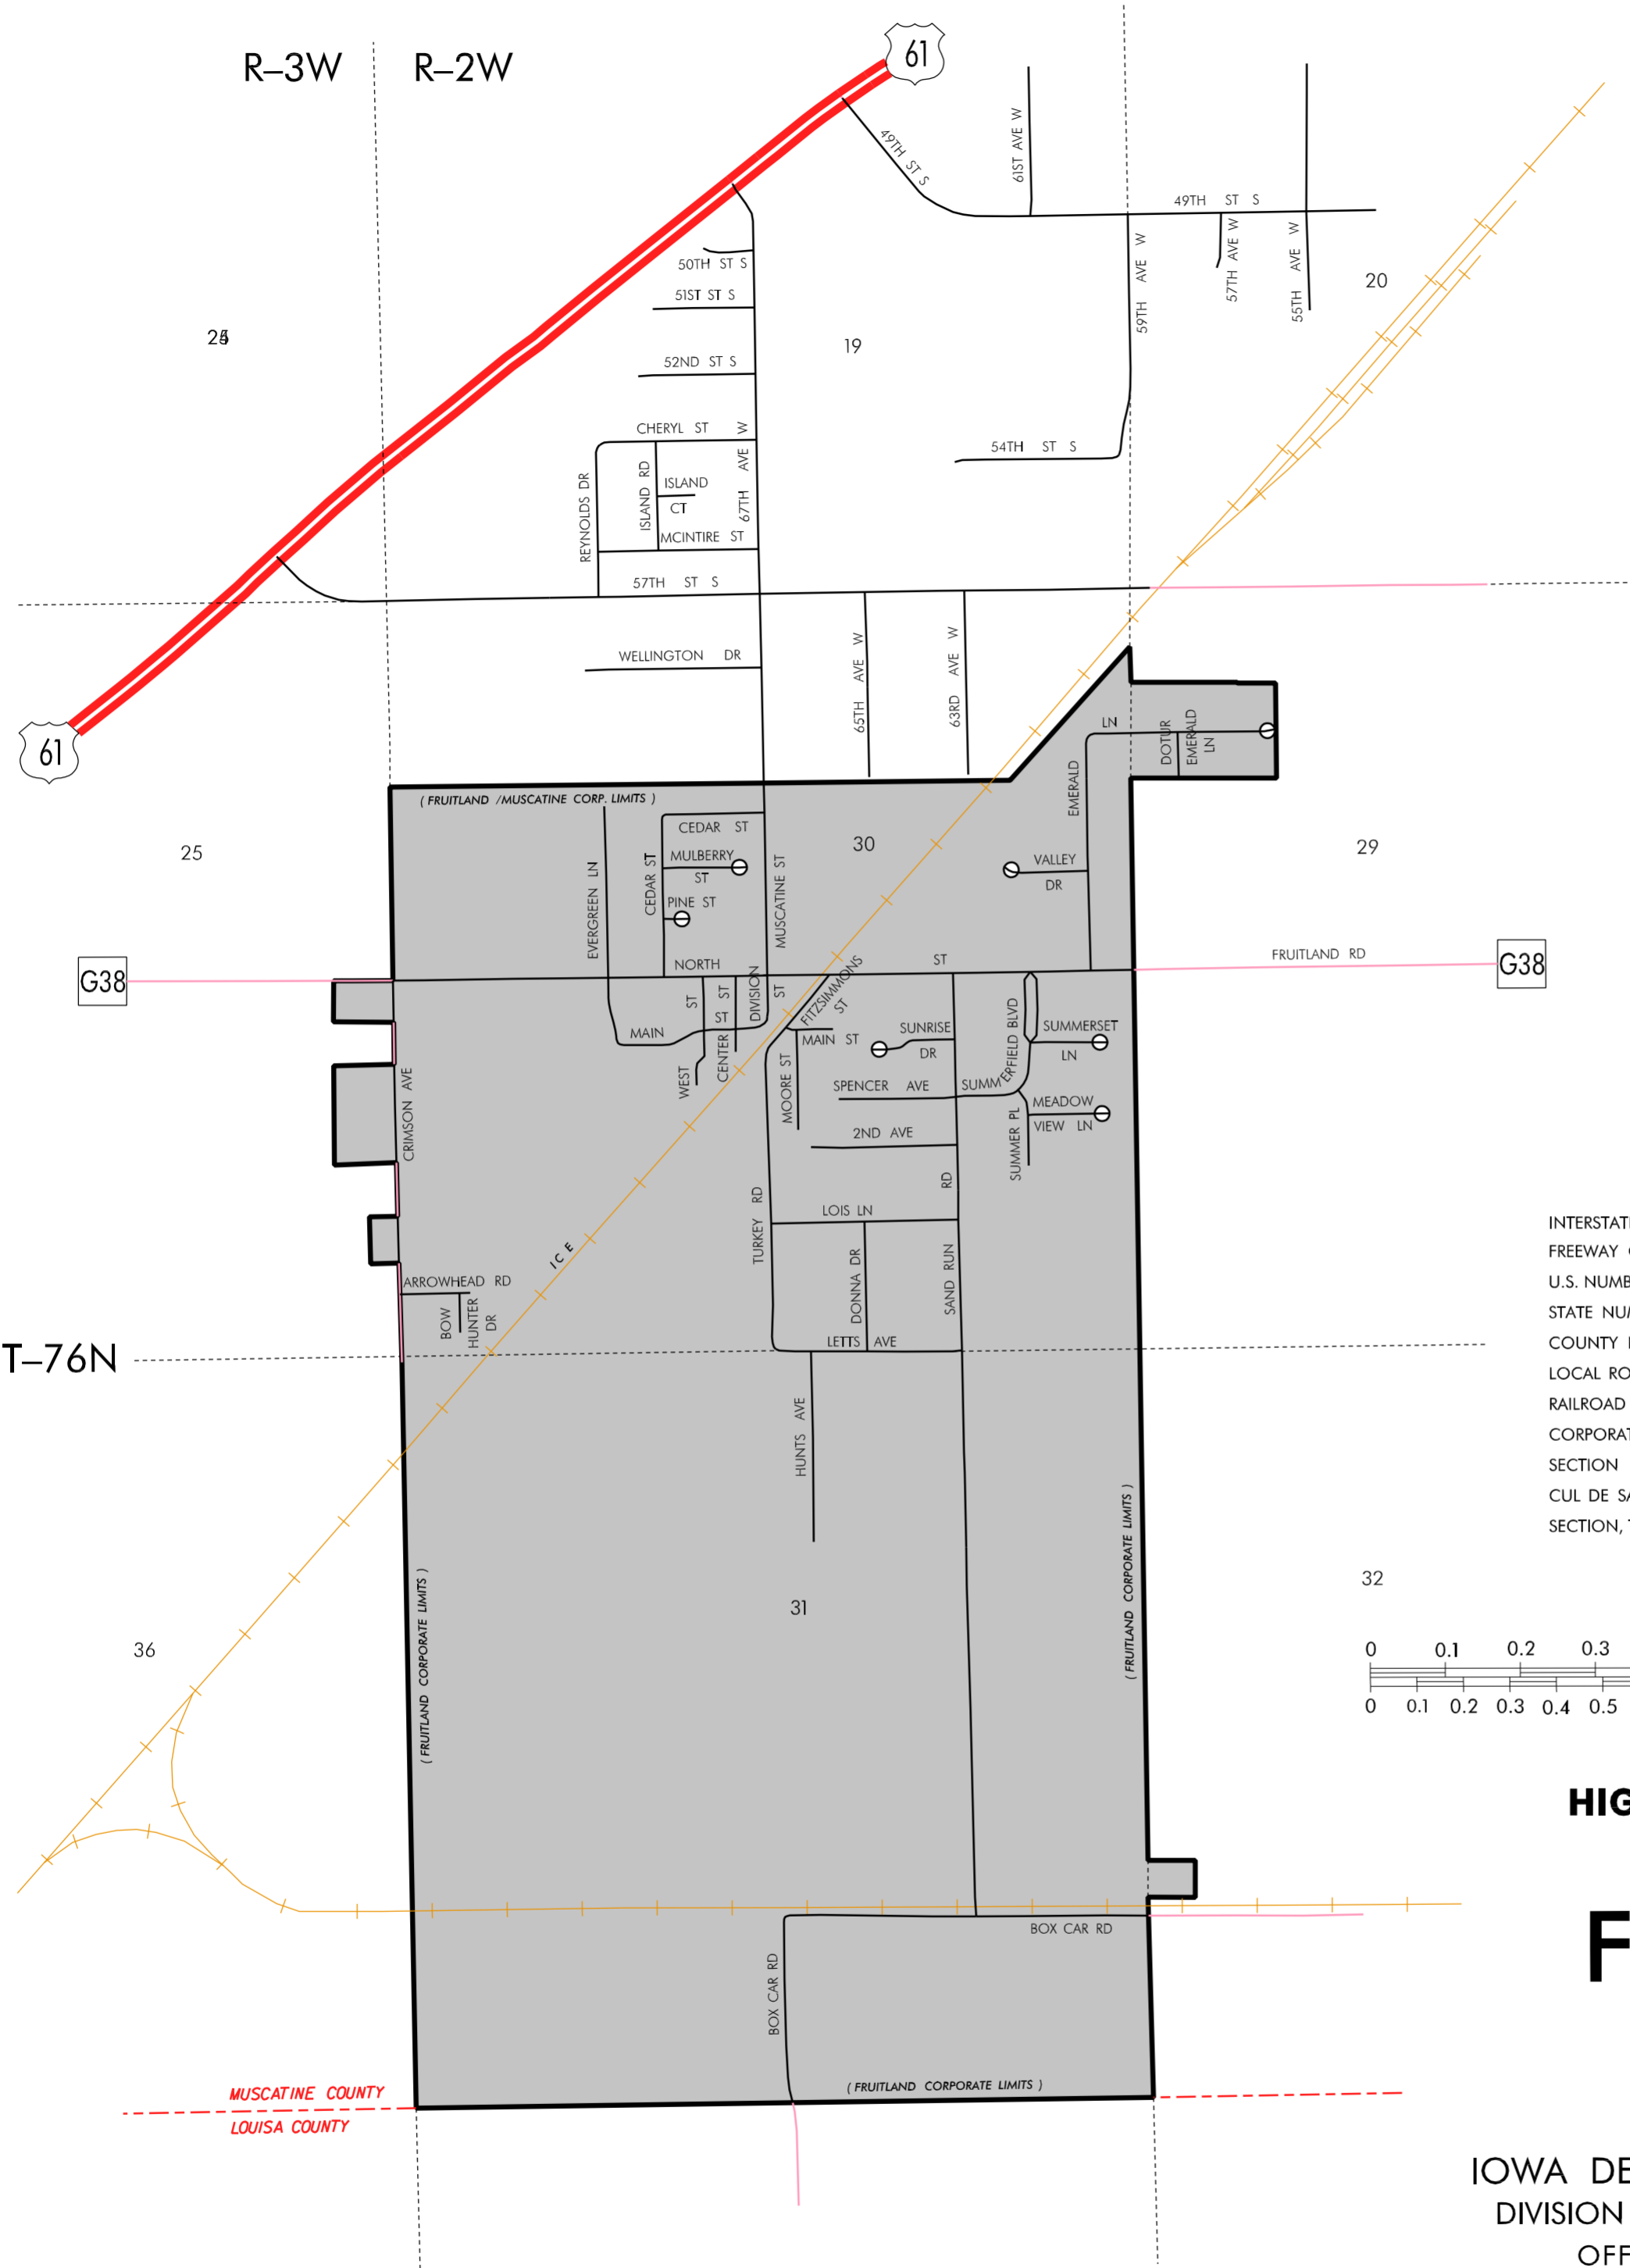 61
R–3W R–2W
49TH ST S
61ST AVE W
49TH ST S
59TH AVE W
57TH AVE W
55TH AVE W
20
50TH ST S
51ST ST S
19
52ND ST S
CHERYL ST
67TH AVE W
54TH ST S
REYNOLDS DR
ISLAND RD
ISLAND
CT
MCINTIRE ST
57TH ST S
WELLINGTON DR
65TH AVE W
63RD AVE W
61
LN
DOTUR
EMERALD
LN
EMERALD
( FRUITLAND /MUSCATINE CORP. LIMITS )
CEDAR ST
25
30
29
MULBERRY
ST
VALLEY
DR
EVERGREEN LN
CEDAR ST
PINE ST
MUSCATINE ST
G38
NORTH
ST
FRUITLAND RD
G38
DIVISION
ST
FITZSIMMONS
ST
ST
ST
ST
MAIN
MAIN ST
SUNRISE
DR
SUMMERSET
LN
CENTER
WEST
MOORE ST
SPENCER AVE
SUMMERFIELD BLVD
MEADOW
VIEW LN
CRIMSON AVE
2ND AVE
SUMMER PL
TURKEY RD
LOIS LN
RD
SAND RUN
ICE
DONNA DR
ARROWHEAD RD
BOW
HUNTER
DR
LETTS AVE
T–76N
HUNTS AVE
INTERSTAT
FREEWAY
U.S. NUMB
STATE NUM
COUNTY
LOCAL RO
RAILROAD
CORPORAT
SECTION
CUL DE SA
SECTION,
( FRUITLAND CORPORATE LIMITS )
( FRUITLAND CORPORATE LIMITS )
32
31
36
0 0.1 0.2 0.3
0 0.1 0.2 0.3 0.4 0.5
HIG
F
BOX CAR RD
BOX CAR RD
( FRUITLAND CORPORATE LIMITS )
MUSCATINE COUNTY
LOUISA COUNTY
IOWA DE
DIVISION
OFF